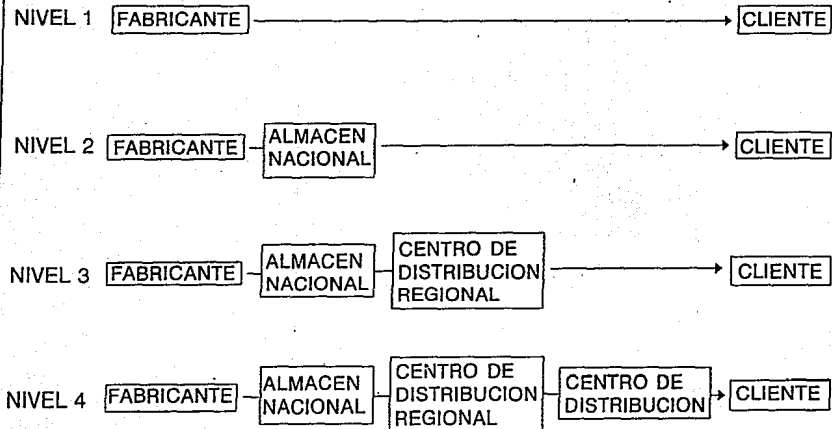 NIVEL 1 FABRICANTE CLIENTE
NIVEL 2 FABRICANTE ALMACEN NACIONAL CLIENTE
NIVEL 3 FABRICANTE ALMACEN NACIONAL CENTRO DE DISTRIBUCION REGIONAL CLIENTE
NIVEL 4 FABRICANTE ALMACEN NACIONAL CENTRO DE DISTRIBUCION REGIONAL CENTRO DE DISTRIBUCION CLIENTE